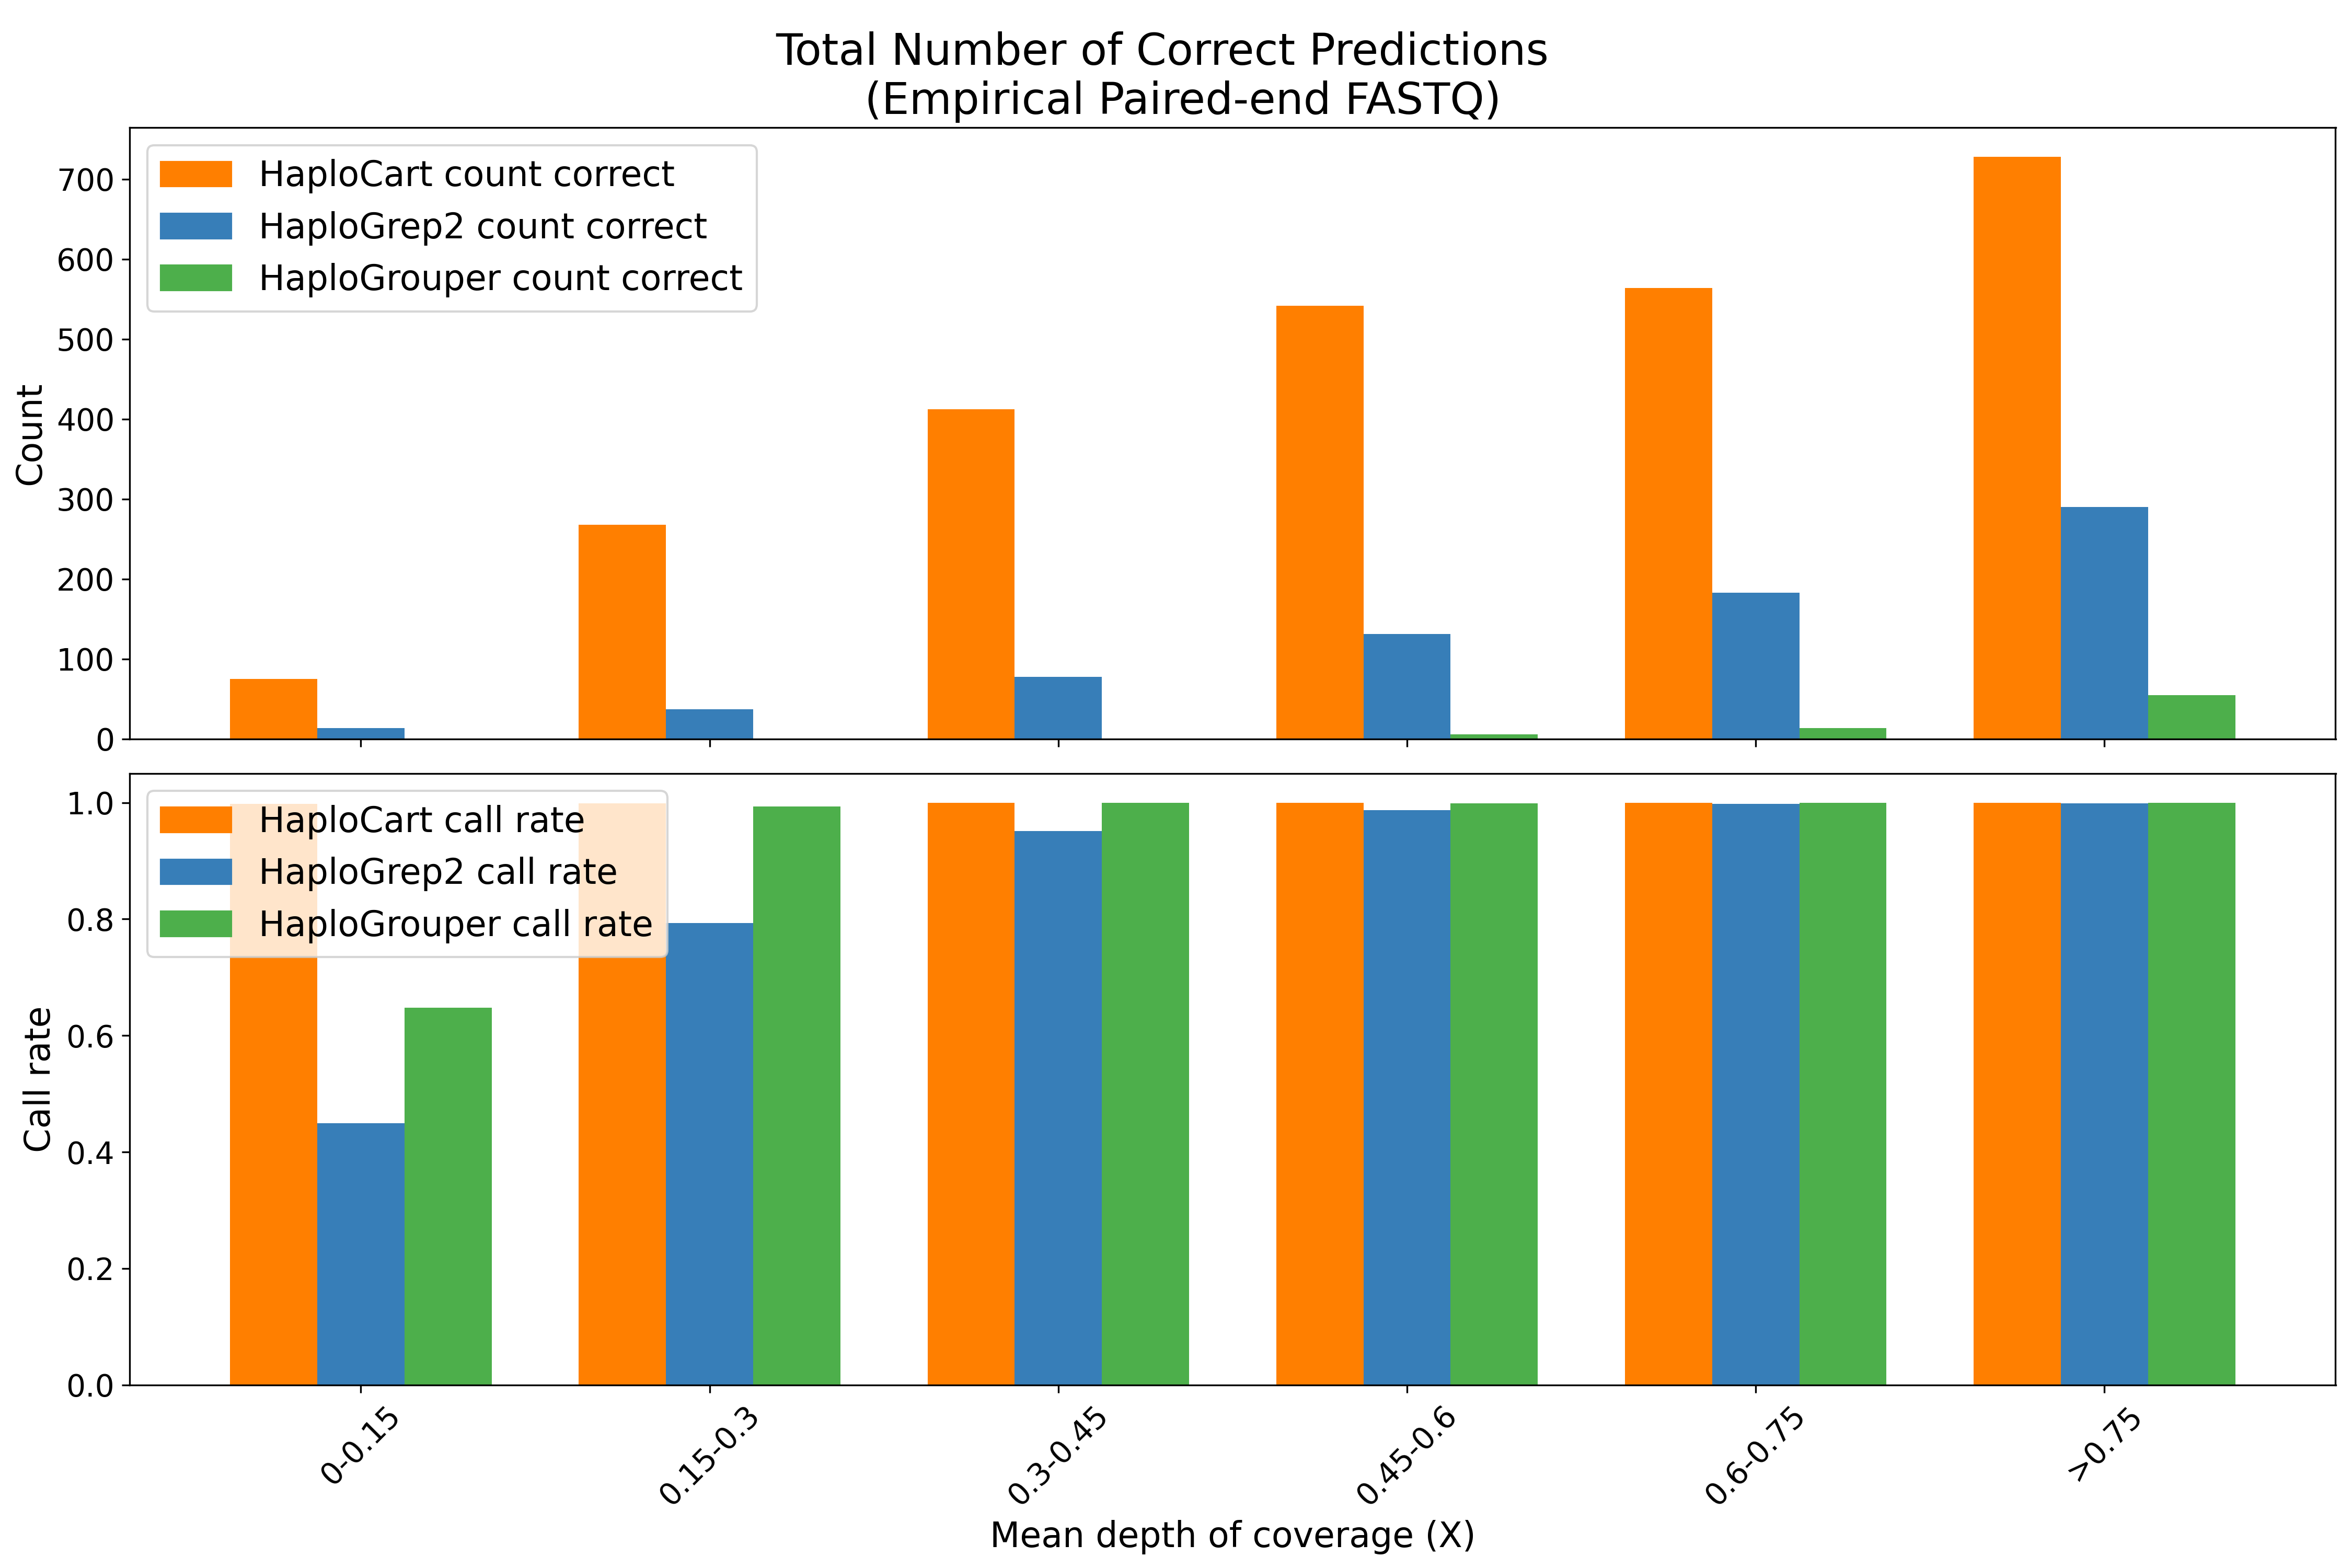 Total Number of Correct Predictions
(Empirical Paired-end FASTQ)
HaploCart count correct
HaploGrep2 count correct
HaploGrouper count correct
Count
700
600
500
400
300
200
100
0
HaploCart call rate
HaploGrep2 call rate
HaploGrouper call rate
Call rate
1.0
0.8
0.6
0.4
0.2
0.0
0-0.15
0.15-0.3
0.3-0.45
0.45-0.6
0.6-0.75
>0.75
Mean depth of coverage (X)